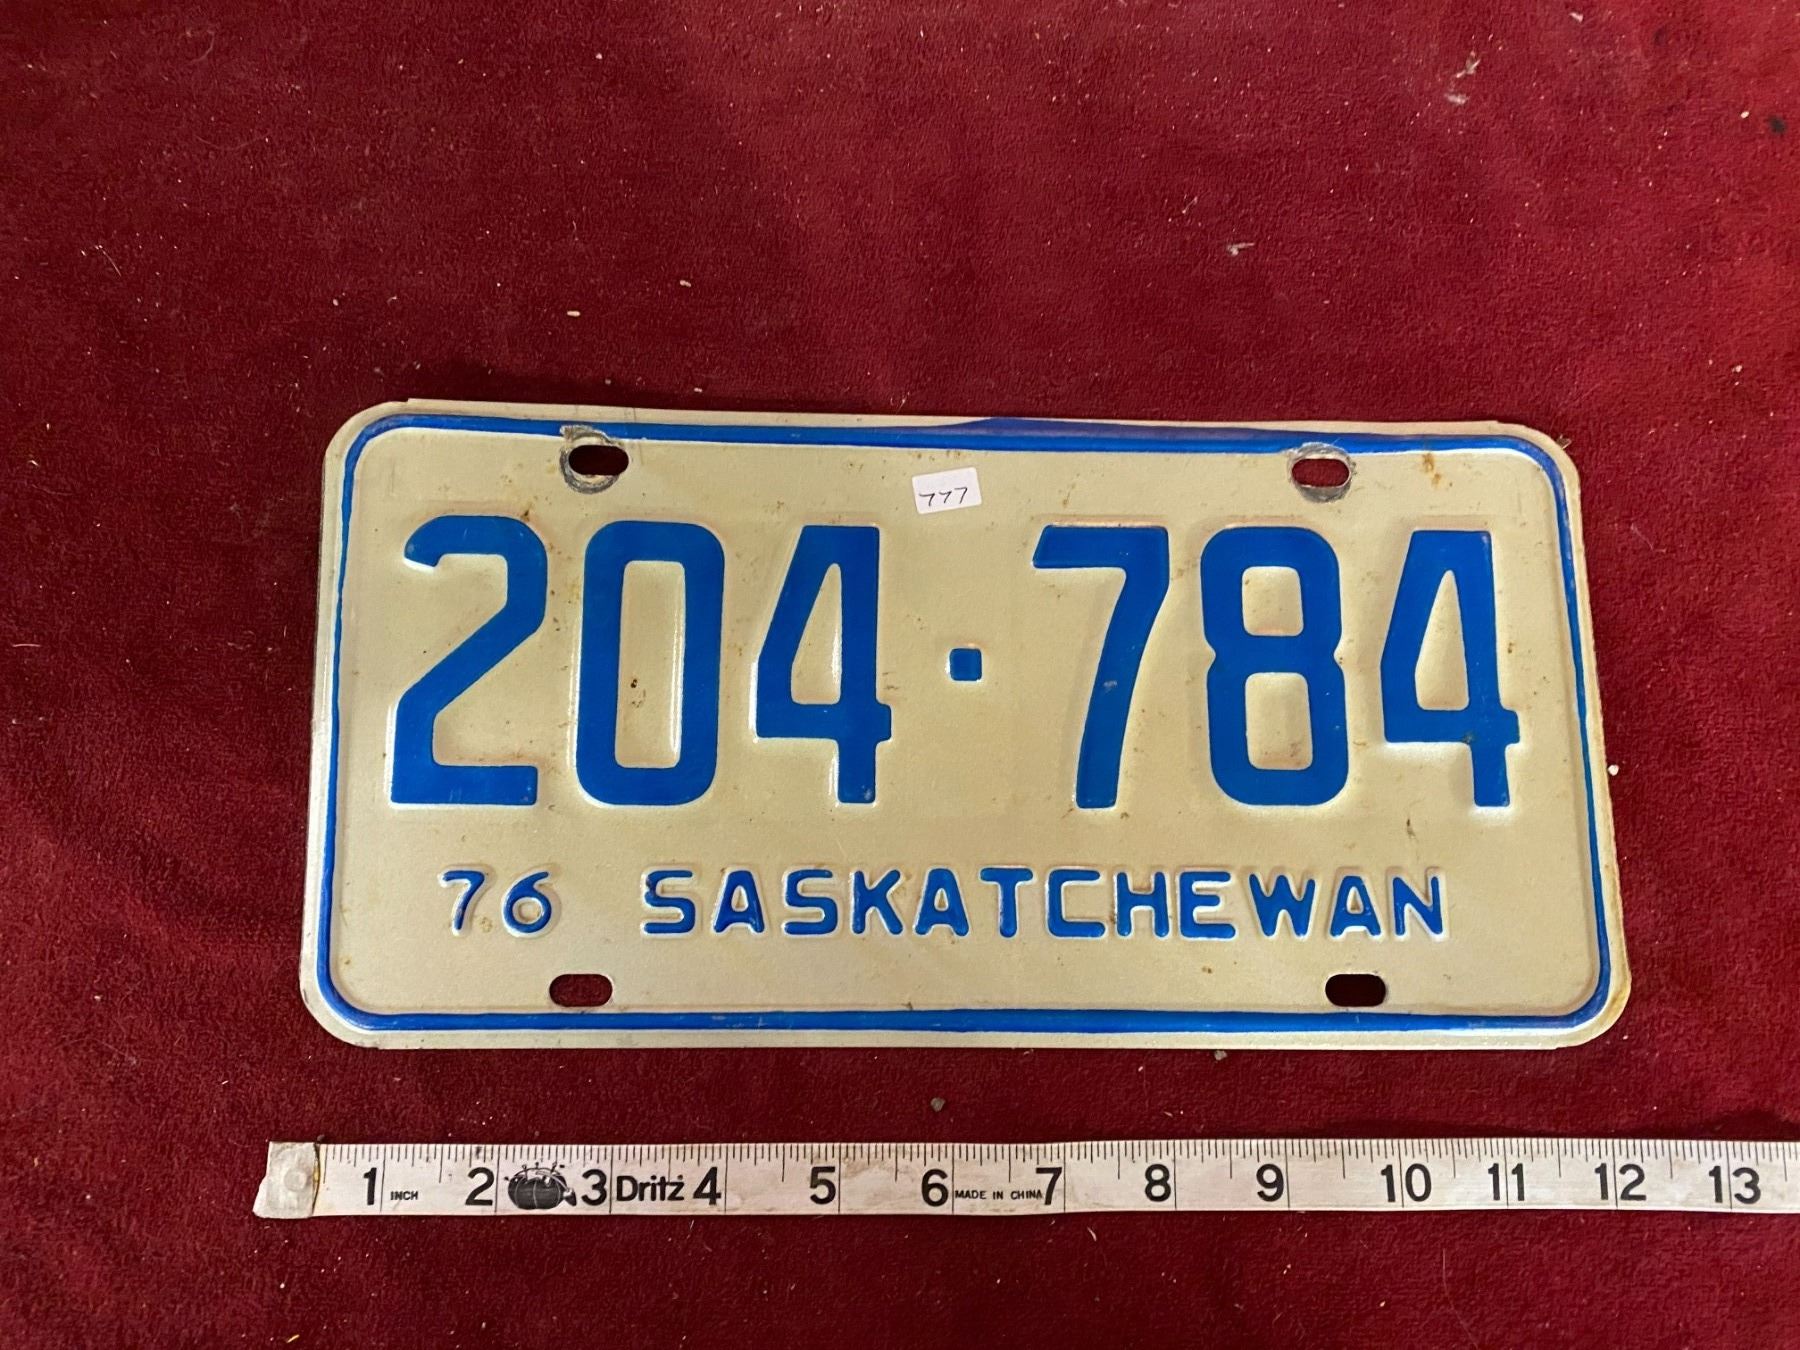 777
204·784
76 SASKATCHEWAN
1 INCH 2 3 Dritz 4 5 6 MADE IN CHINA 7 8 9 10 11 12 13